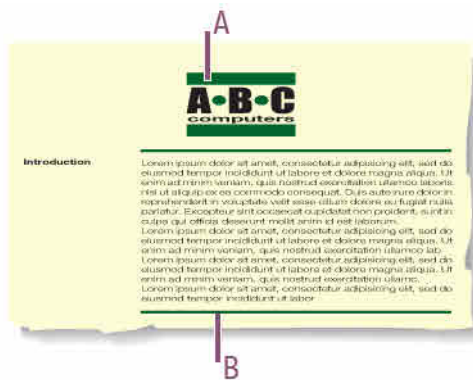 A
A•B•C
computers
Introduction
Lorem ipsum dolor sit amet, consectetur adipisicing elit, sed do
eiusmod tempor incididunt ut labore et dolore magna aliqua. Ut
enim ad minim veniam, quis nostrud exercitation ullamco laboris
nisi ut aliquip ex ea commodo consequat. Duis aute irure dolor in
reprehenderit in voluptate velit esse cillum dolore eu fugiat nulla
pariatur. Excepteur sint occaecat cupidatat non proident, sunt in
culpa qui officia deserunt mollit anim id est laborum.
Lorem ipsum dolor sit amet, consectetur adipisicing elit, sed do
eiusmod tempor incididunt ut labore et dolore magna aliqua. Ut
enim ad minim veniam, quis nostrud exercitation ullamco lab
Lorem ipsum dolor sit amet, consectetur adipisicing elit, sed do
eiusmod tempor incididunt ut labore et dolore magna aliqua. Ut
enim ad minim veniam, quis nostrud exercitation ullamc.
Lorem ipsum dolor sit amet, consectetur adipisicing elit, sed do
eiusmod tempor incididunt ut labor
B